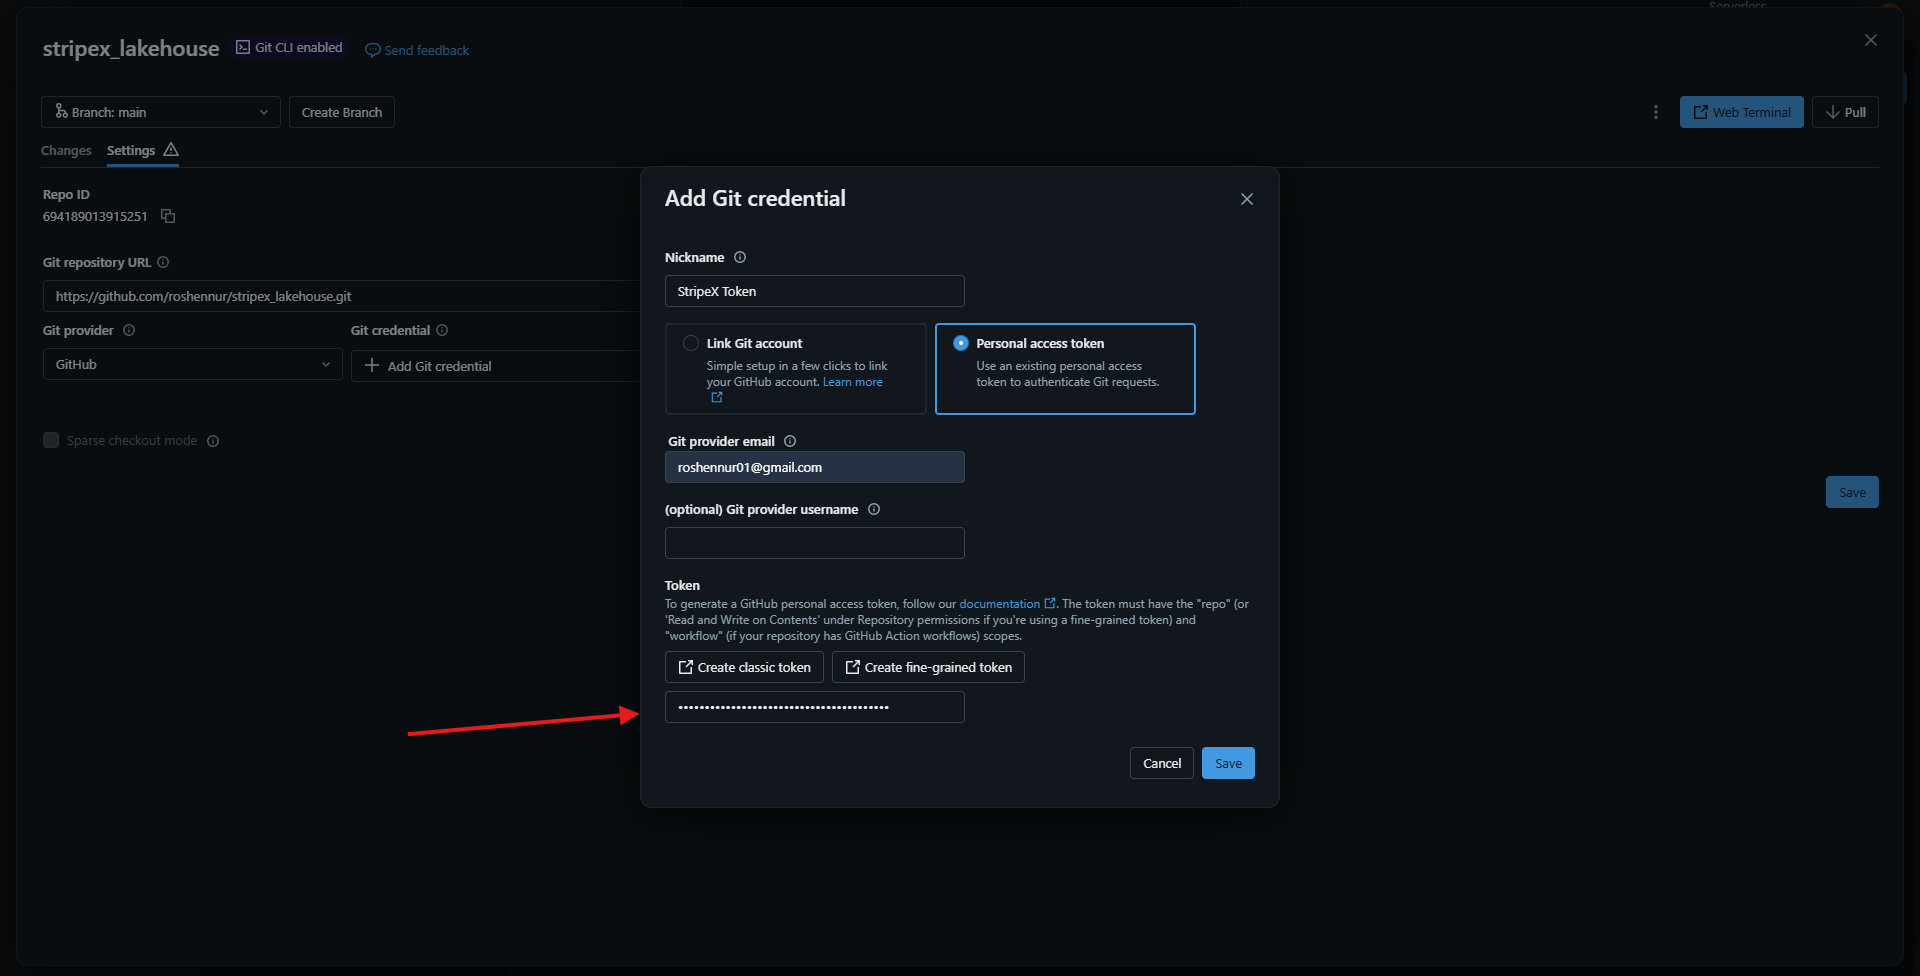 Serverless
stripex_lakehouse
Git CLI enabled
Send feedback
Branch: main
Create Branch
Web Terminal
Pull
Changes
Settings
Repo ID
694189013915251
Git repository URL
https://github.com/roshennur/stripex_lakehouse.git
Git provider
Git credential
GitHub
Add Git credential
Sparse checkout mode
Save
Add Git credential
Nickname
StripeX Token
Link Git account
Simple setup in a few clicks to link
your GitHub account. Learn more
Personal access token
Use an existing personal access
token to authenticate Git requests.
Git provider email
roshennur01@gmail.com
(optional) Git provider username
Token
To generate a GitHub personal access token, follow our documentation. The token must have the "repo" (or
'Read and Write on Contents' under Repository permissions if you're using a fine-grained token) and
"workflow" (if your repository has GitHub Action workflows) scopes.
Create classic token
Create fine-grained token
Cancel
Save